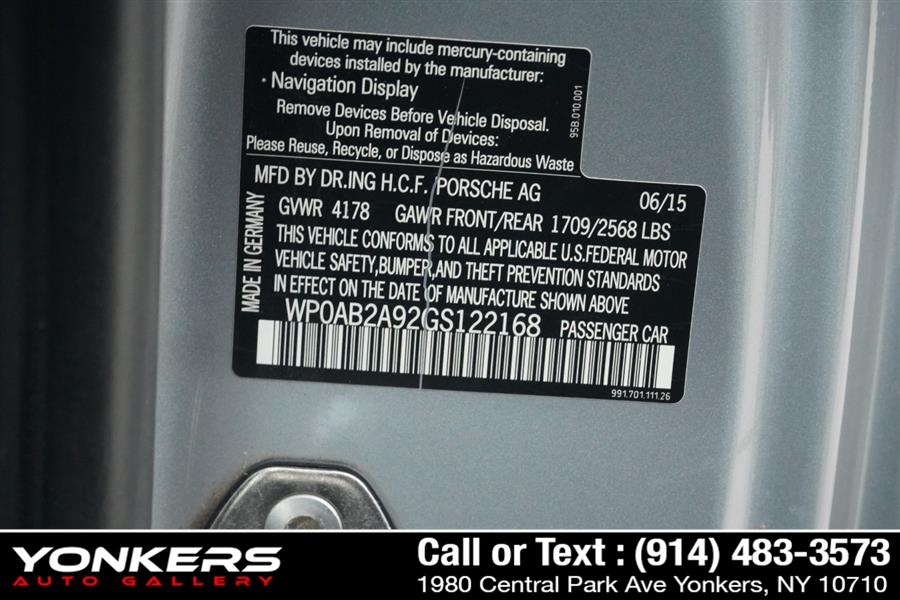 This vehicle may include mercury-containing
devices installed by the manufacturer:
· Navigation Display
Remove Devices Before Vehicle Disposal.
Upon Removal of Devices:
Please Reuse, Recycle, or Dispose as Hazardous Waste
95B.010.001
MFD BY DR.ING H.C.F. PORSCHE AG 06/15
GVWR 4178 GAWR FRONT/REAR 1709/2568 LBS
THIS VEHICLE CONFORMS TO ALL APPLICABLE U.S.FEDERAL MOTOR
VEHICLE SAFETY,BUMPER,AND THEFT PREVENTION STANDARDS
IN EFFECT ON THE DATE OF MANUFACTURE SHOWN ABOVE
WP0AB2A92GS122168 PASSENGER CAR
MADE IN GERMANY
991.701.111.26
YONKERS
AUTO GALLERY
Call or Text : (914) 483-3573
1980 Central Park Ave Yonkers, NY 10710